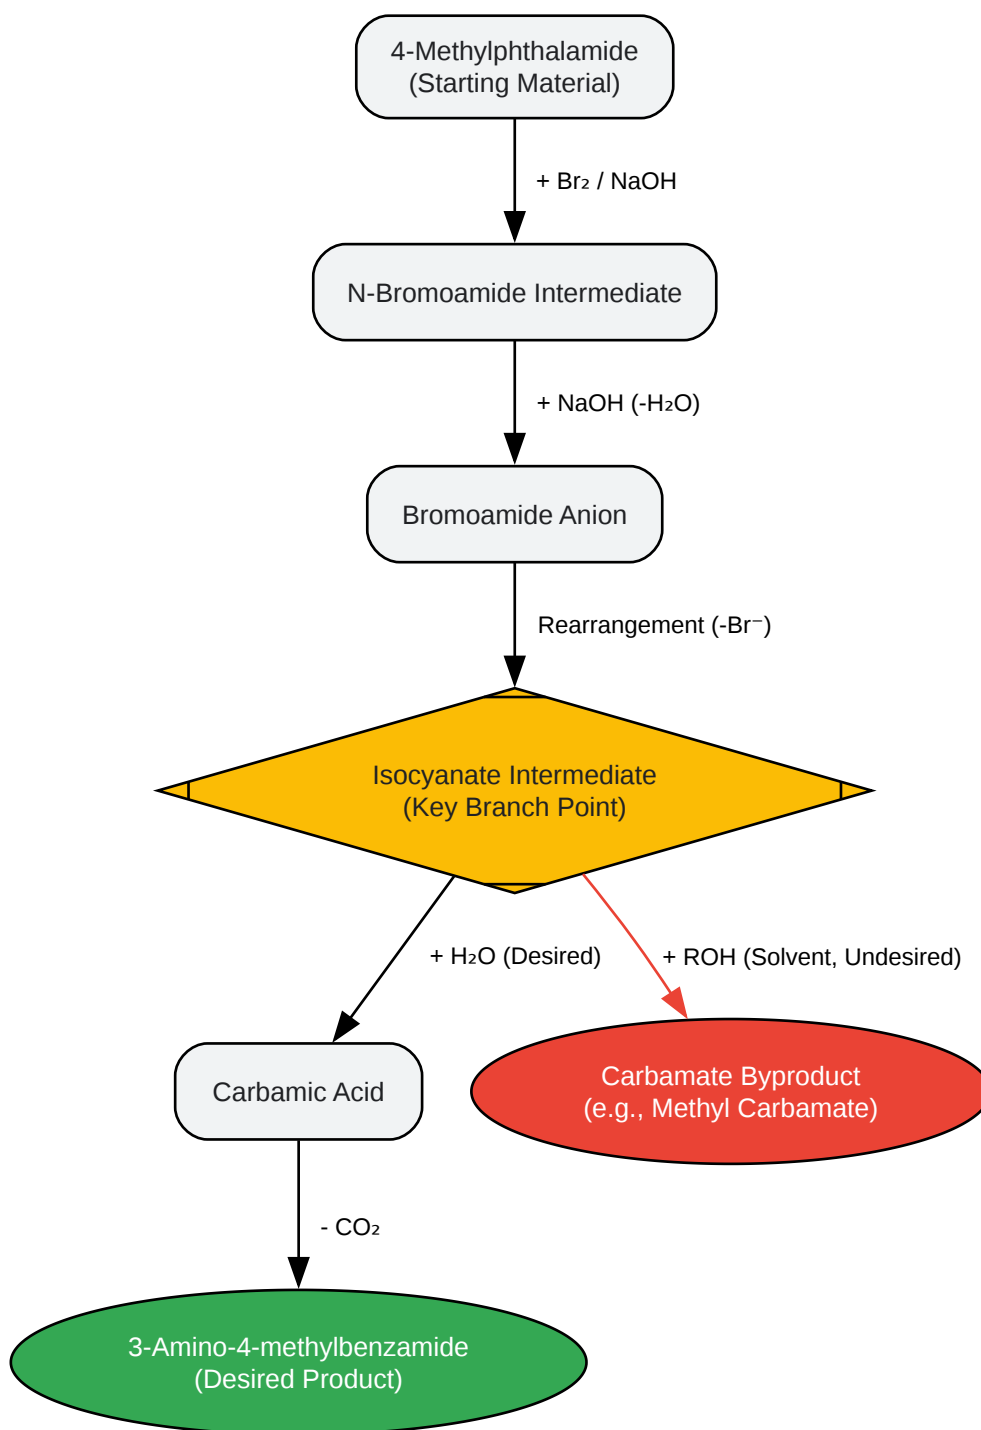 4-Methylphthalamide
(Starting Material)
+ Br₂ / NaOH
N-Bromoamide Intermediate
+ NaOH (-H₂O)
Bromoamide Anion
Rearrangement (-Br⁻)
Isocyanate Intermediate
(Key Branch Point)
+ H₂O (Desired)
+ ROH (Solvent, Undesired)
Carbamic Acid
Carbamate Byproduct
(e.g., Methyl Carbamate)
- CO₂
3-Amino-4-methylbenzamide
(Desired Product)